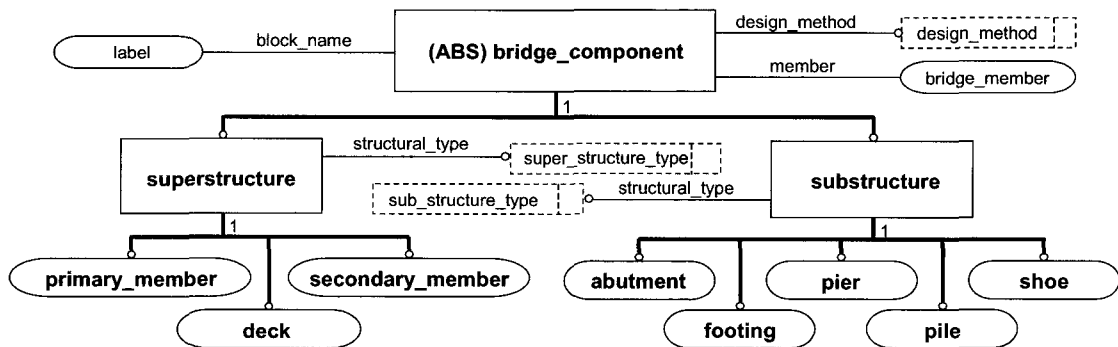 design_method
block_name
label
(ABS) bridge_component
design_method
member
bridge_member
1
structural_type
super_structure_type
superstructure
structural_type
sub_structure_type
substructure
1
1
primary_member
secondary_member
abutment
pier
shoe
deck
footing
pile